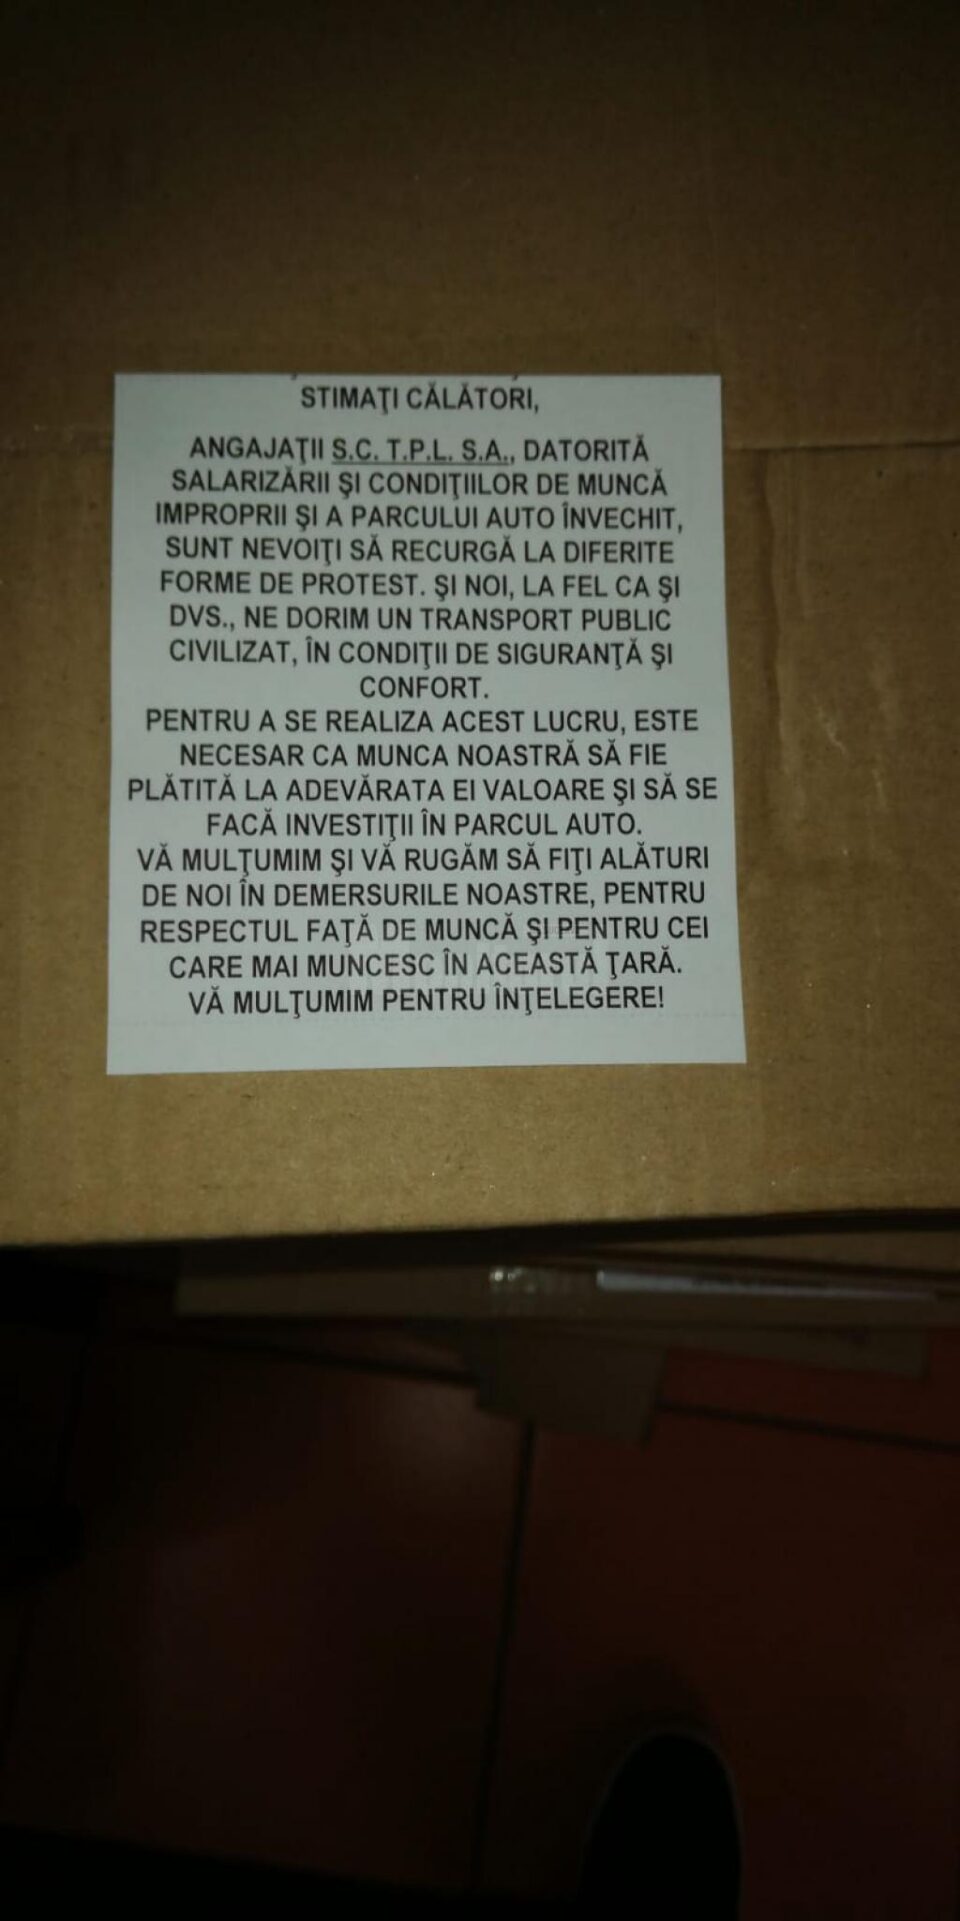 STIMAŢI CĂLĂTORI,
ANGAJAŢII S.C. T.P.L. S.A., DATORITĂ
SALARIZĂRII ŞI CONDIŢIILOR DE MUNCĂ
IMPROPRII ŞI A PARCULUI AUTO ÎNVECHIT,
SUNT NEVOIŢI SĂ RECURGĂ LA DIFERITE
FORME DE PROTEST. ŞI NOI, LA FEL CA ŞI
DVS., NE DORIM UN TRANSPORT PUBLIC
CIVILIZAT, ÎN CONDIŢII DE SIGURANŢĂ ŞI
CONFORT.
PENTRU A SE REALIZA ACEST LUCRU, ESTE
NECESAR CA MUNCA NOASTRĂ SĂ FIE
PLĂTITĂ LA ADEVĂRATA EI VALOARE ŞI SĂ SE
FACĂ INVESTIŢII ÎN PARCUL AUTO.
VĂ MULŢUMIM ŞI VĂ RUGĂM SĂ FIŢI ALĂTURI
DE NOI ÎN DEMERSURILE NOASTRE, PENTRU
RESPECTUL FAŢĂ DE MUNCĂ ŞI PENTRU CEI
CARE MAI MUNCESC ÎN ACEASTĂ ŢARĂ.
VĂ MULŢUMIM PENTRU ÎNŢELEGERE!